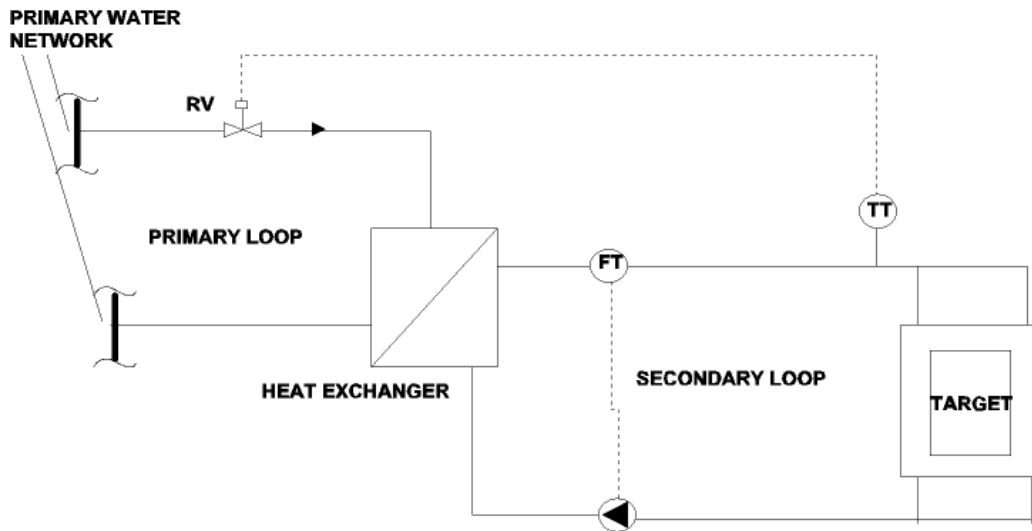 PRIMARY WATER
NETWORK
RV
TT
PRIMARY LOOP
FT
HEAT EXCHANGER
SECONDARY LOOP
TARGET